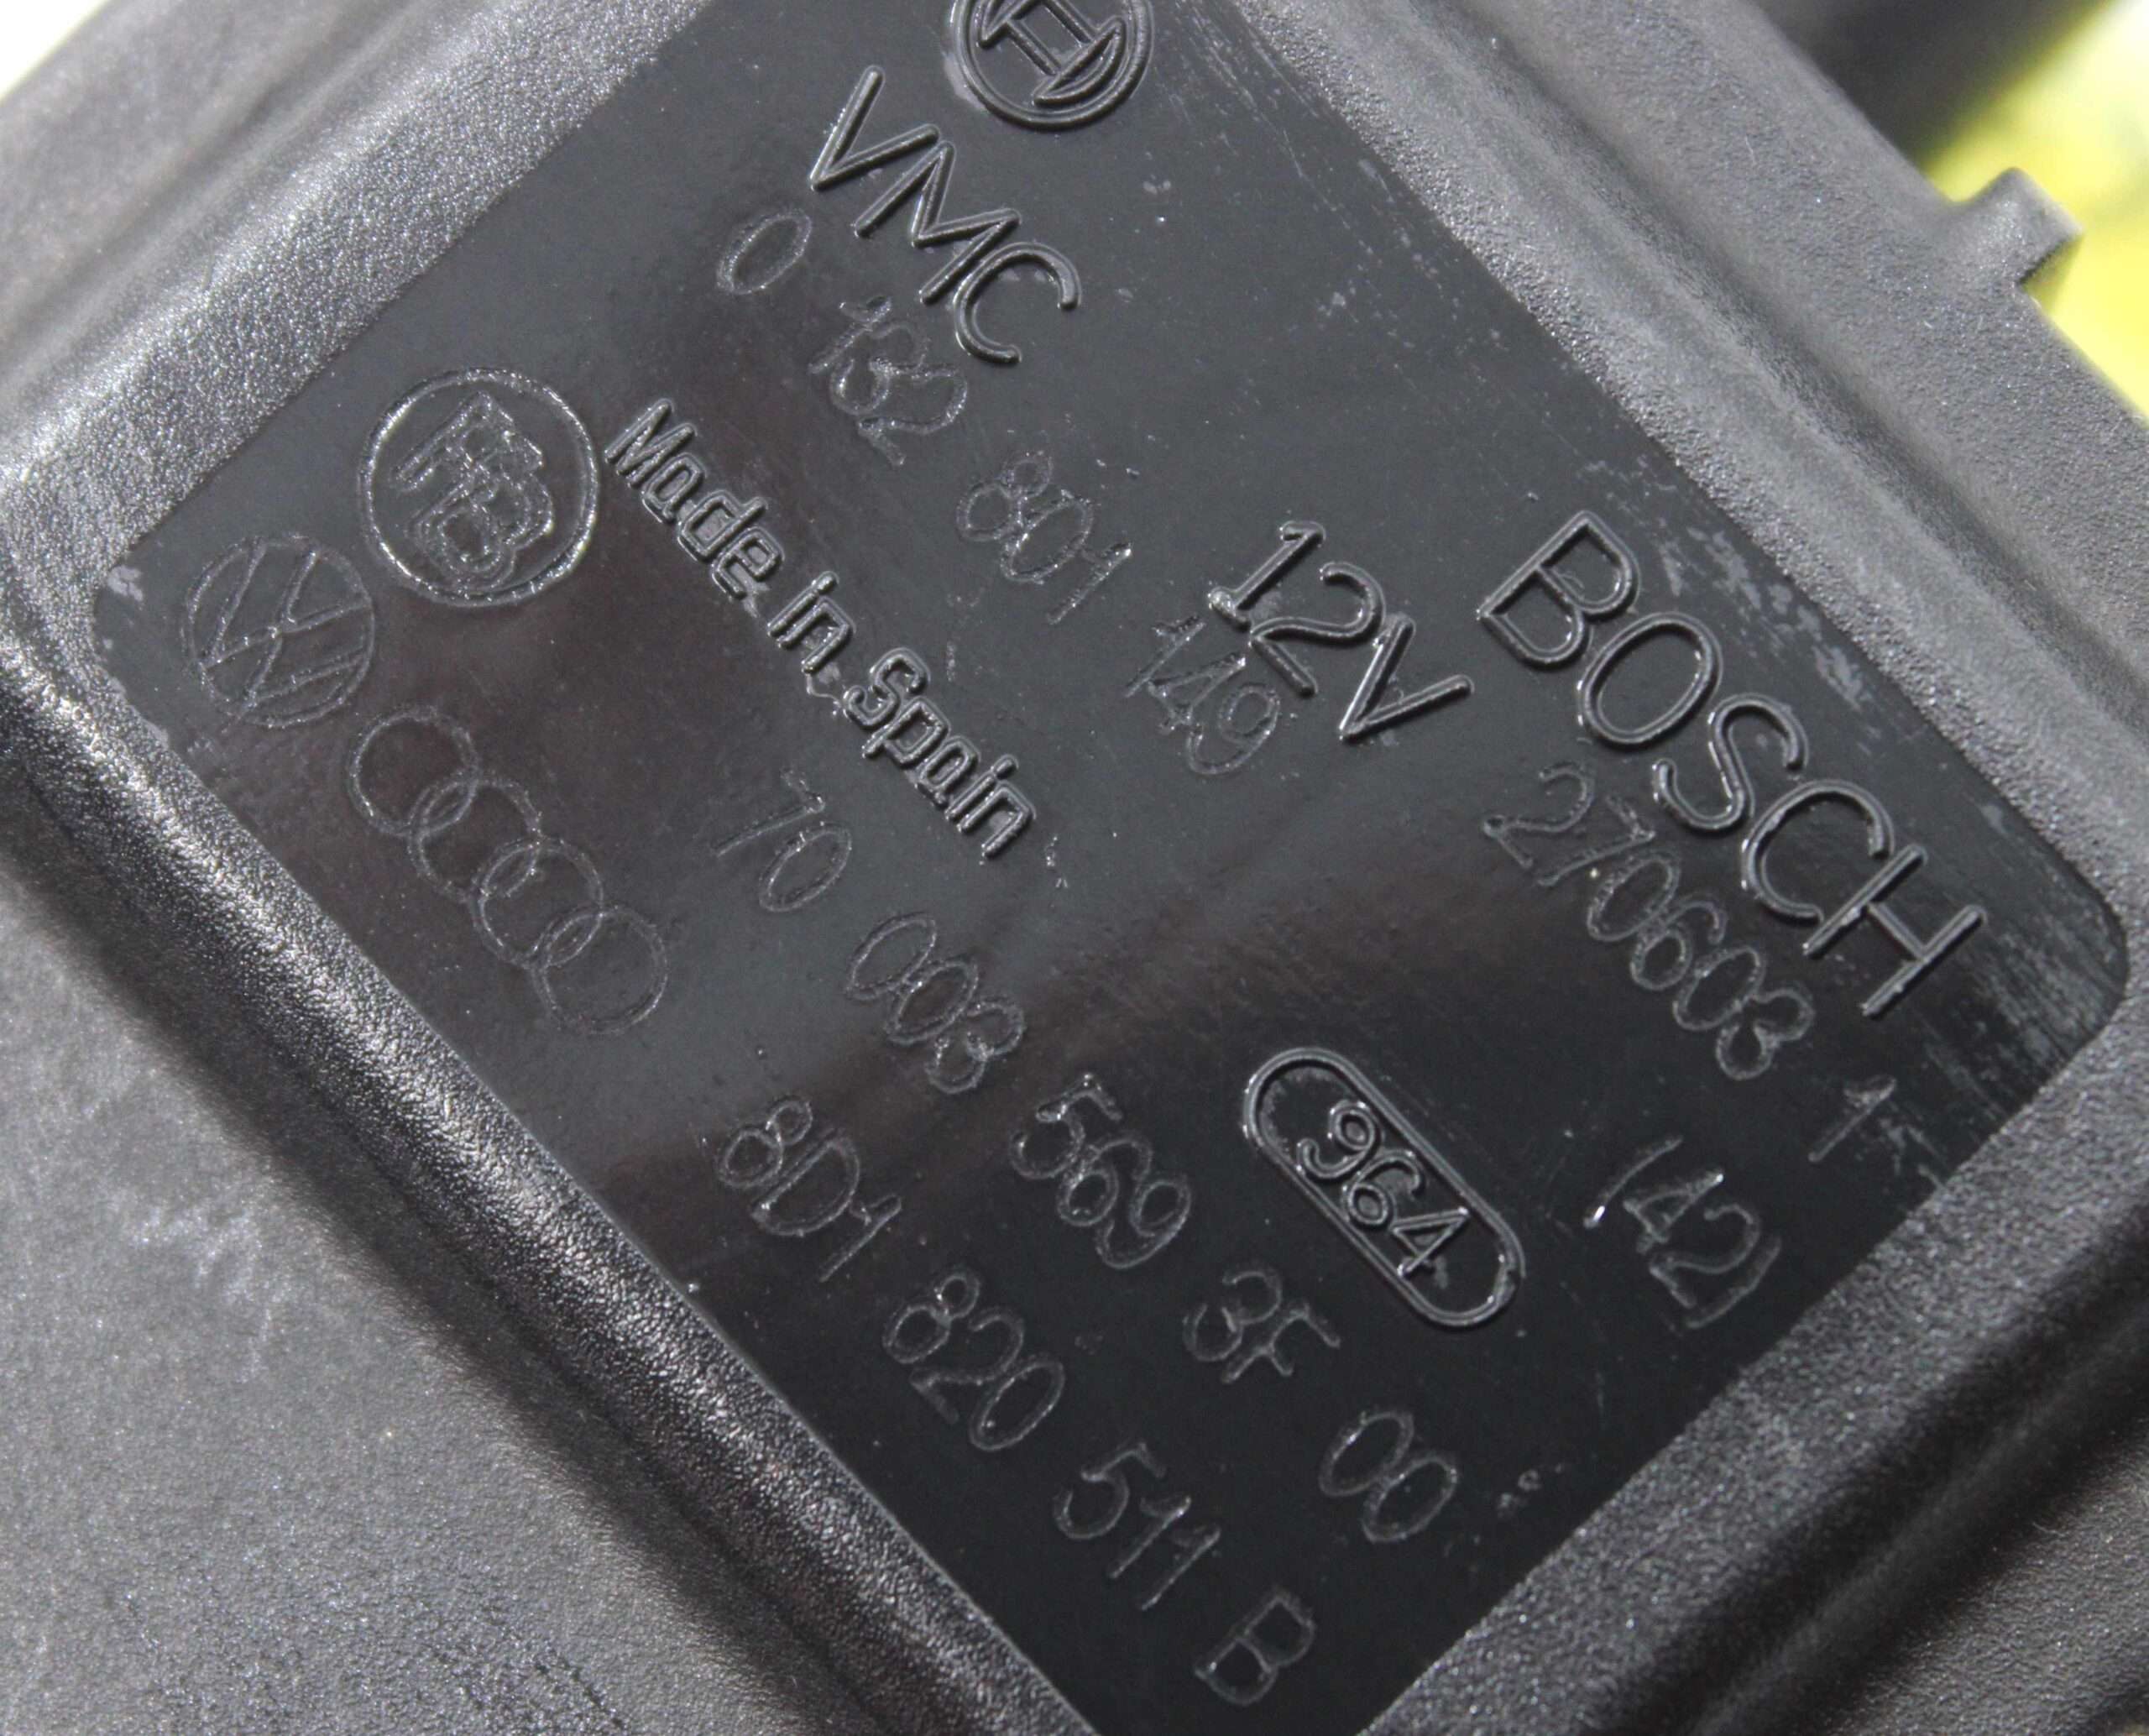 VMC 12V BOSCH
0 132 801 149 270603 1
Made in Spain
70 003 569 3F 00
964 (42)
8D1 820 511 B